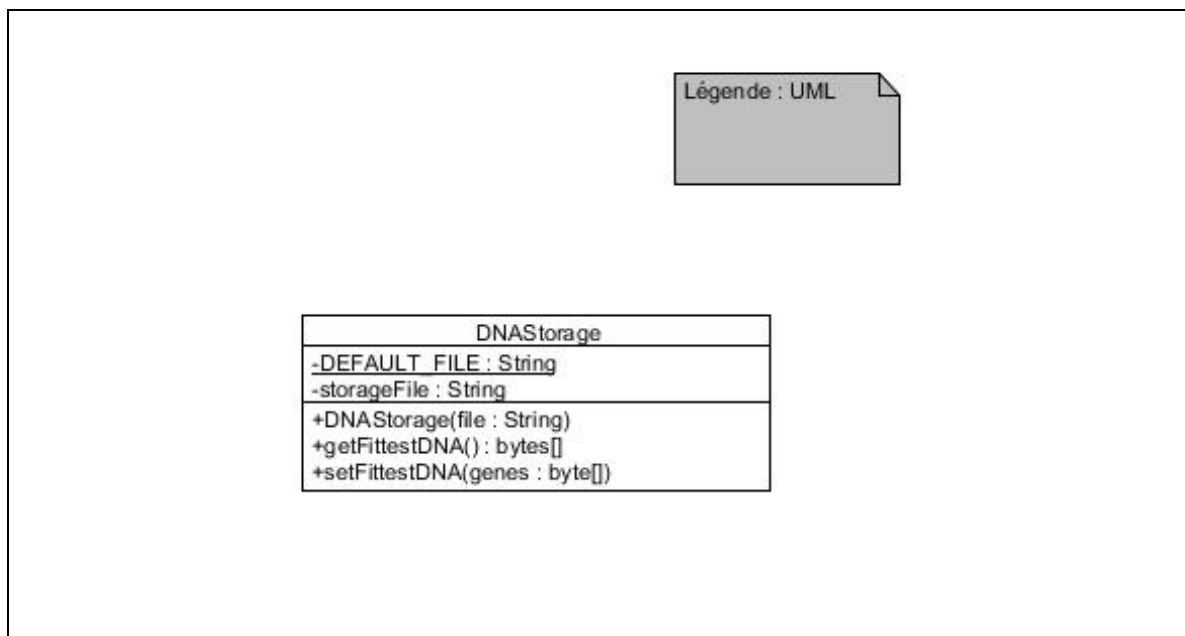 Légende : UML
DNAStorage
-DEFAULT_FILE : String
-storageFile : String
+DNAStorage(file : String)
+getFittestDNA() : bytes[]
+setFittestDNA(genes : byte[])